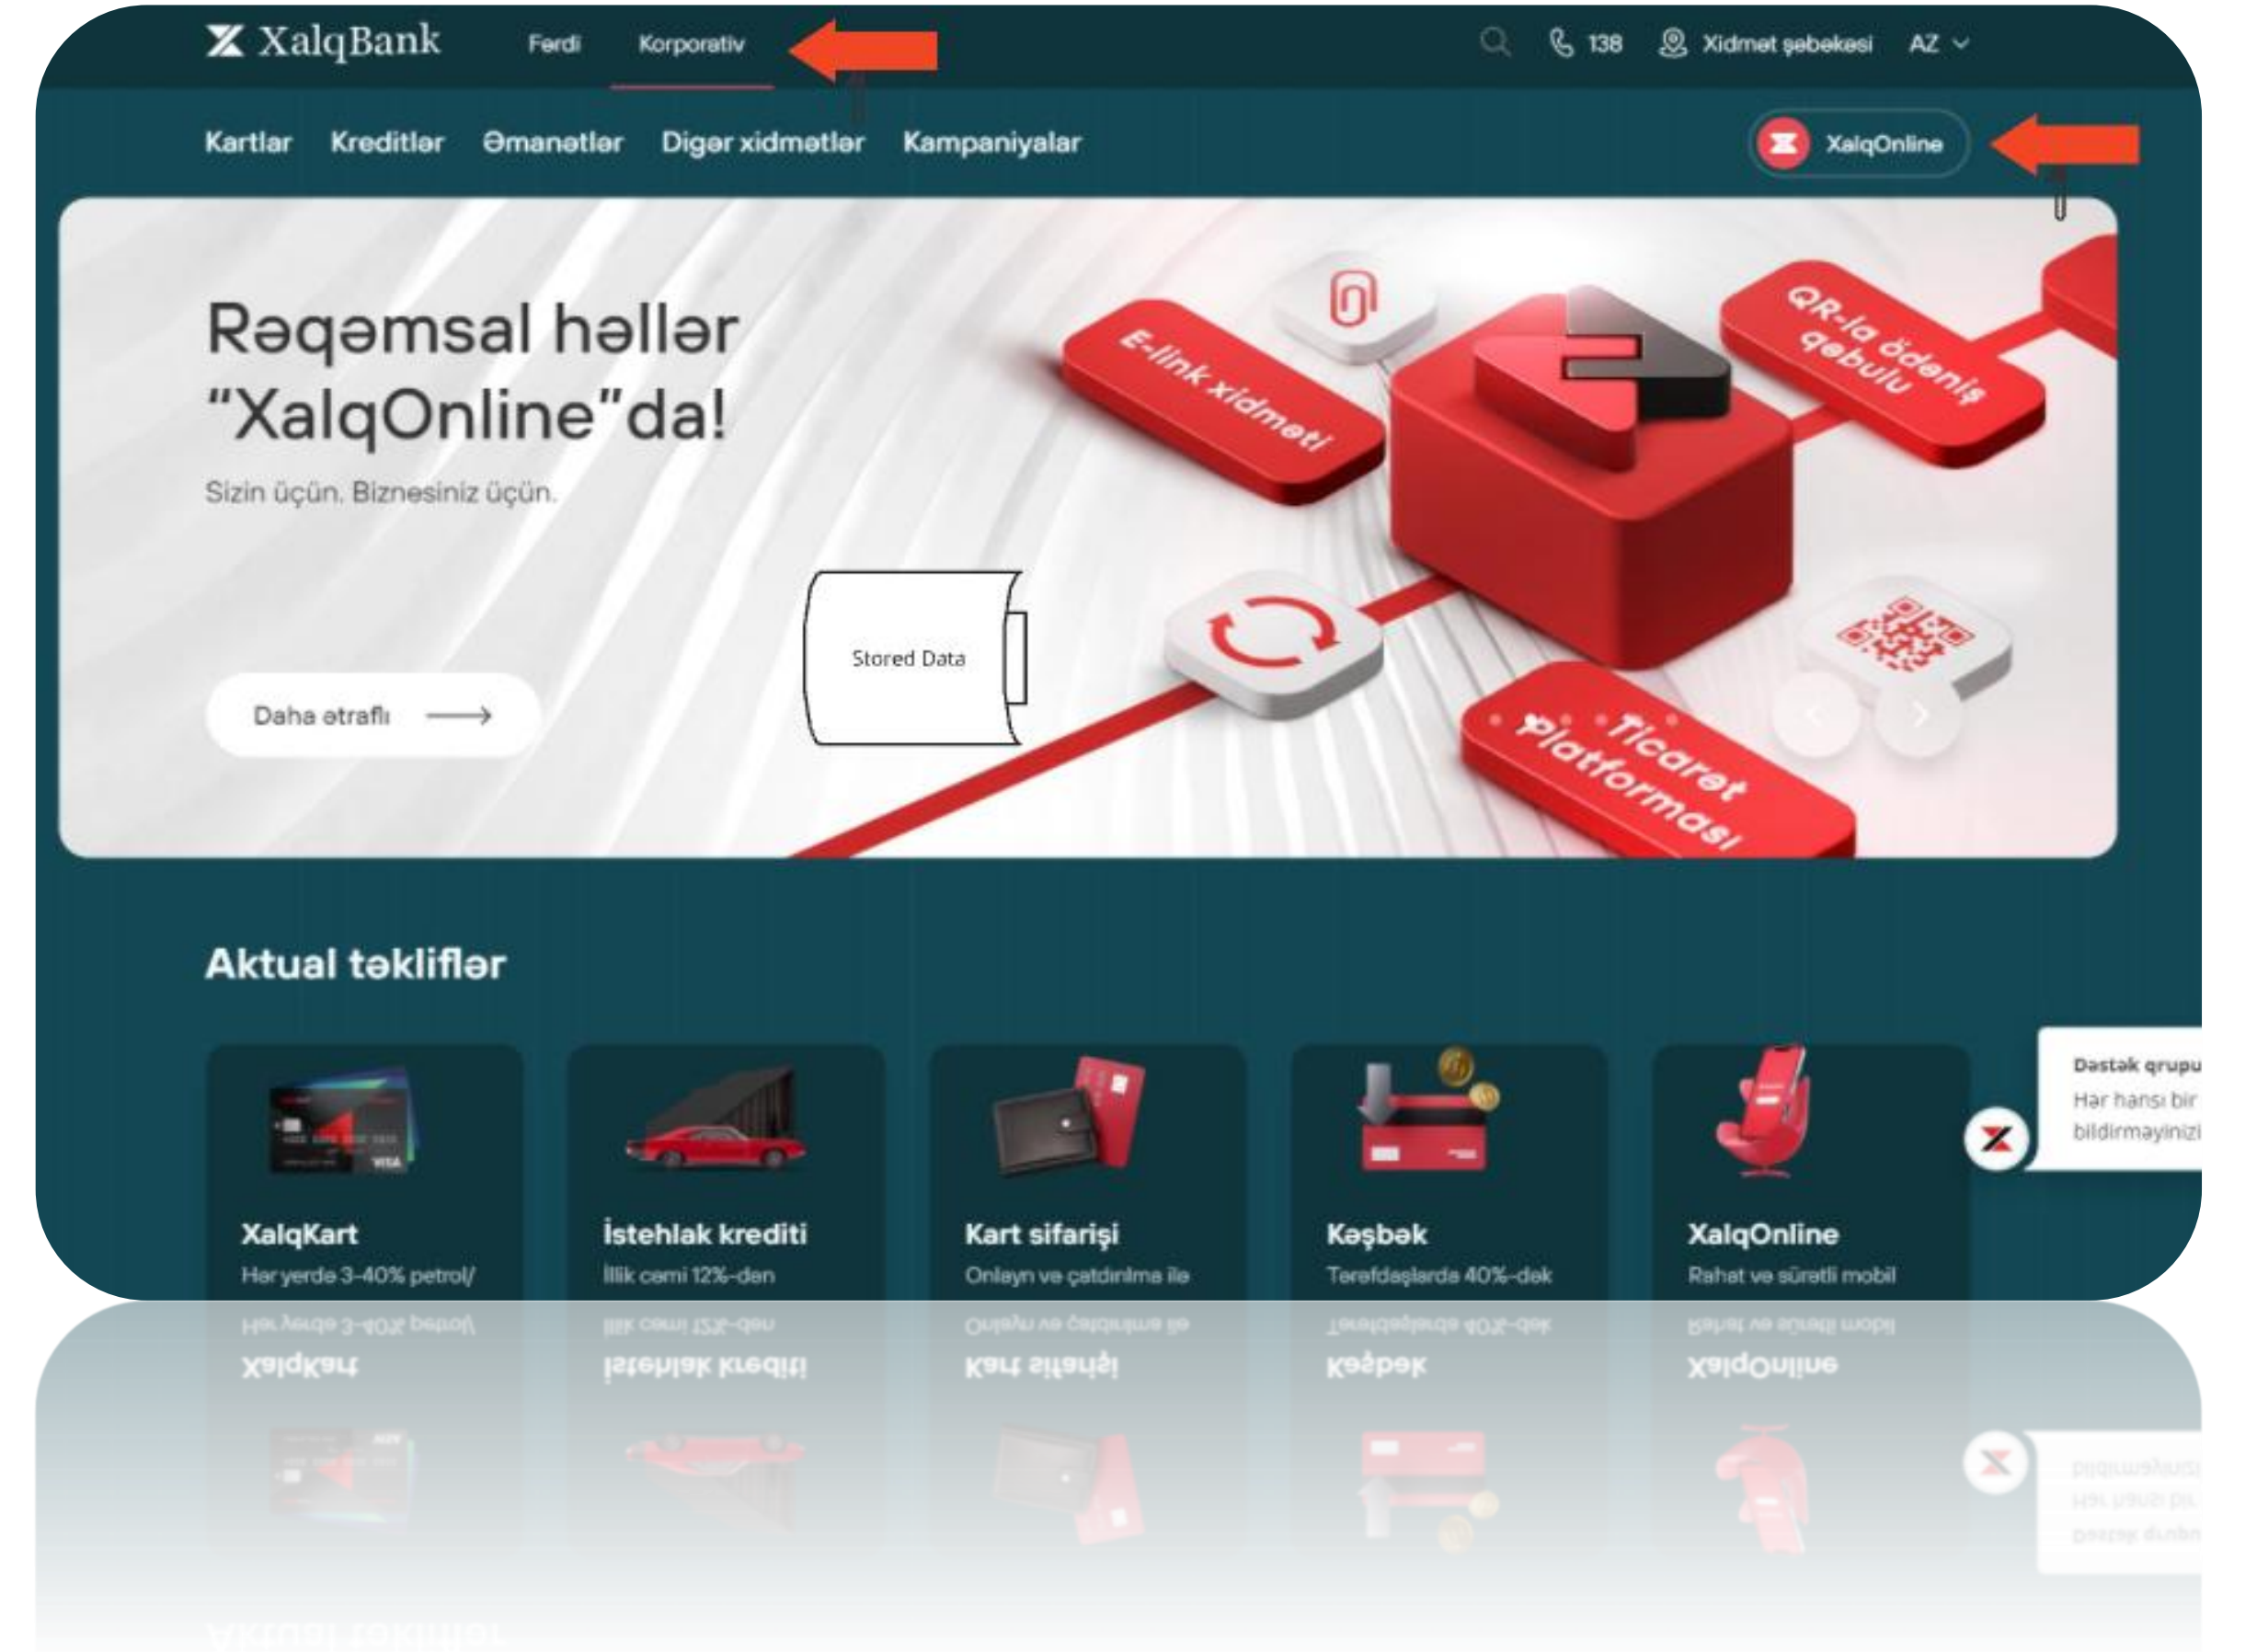 XalqBank Fərdi Korporativ 138 Xidmət şəbəkəsi AZ
Kartlar Kreditlər Əmanətlər Digər xidmətlər Kampaniyalar XalqOnline
Rəqəmsal həllər
"XalqOnline"da!
Sizin üçün. Biznesiniz üçün.
Daha ətraflı
Stored Data
E-link xidməti
QR-la ödəniş
qəbulu
Ticarət
Platforması
Aktual təkliflər
Dəstək qrupu
Hər hansı bir
bildirməyinizi
VISA
XalqKart
Hər yerdə 3-40% petrol/
İstehlak krediti
İllik cəmi 12%-dən
Kart sifarişi
Onlayn və çatdırılma ilə
Keşbək
Tərəfdaşlarda 40%-dək
XalqOnline
Rahat və sürətli mobil